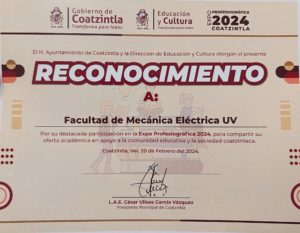 Gobierno de
Coatzintla
Transforma para todos
Educación
y Cultura
Transforma para todos
EXPO
PROFESIOGRÁFICA
2024
COATZINTLA
El H. Ayuntamiento de Coatzintla y la Dirección de Educación y Cultura otorgan el presente
RECONOCIMIENTO
A:
Facultad de Mecánica Eléctrica UV
Por su destacada participación en la Expo Profesiográfica 2024, para compartir su
oferta académica en apoyo a la comunidad educativa y la sociedad coatzinteca.
Coatzintla, Ver. 20 de febrero del 2024.
L.A.E. César Ulises García Vázquez
Presidente Municipal de Coatzintla